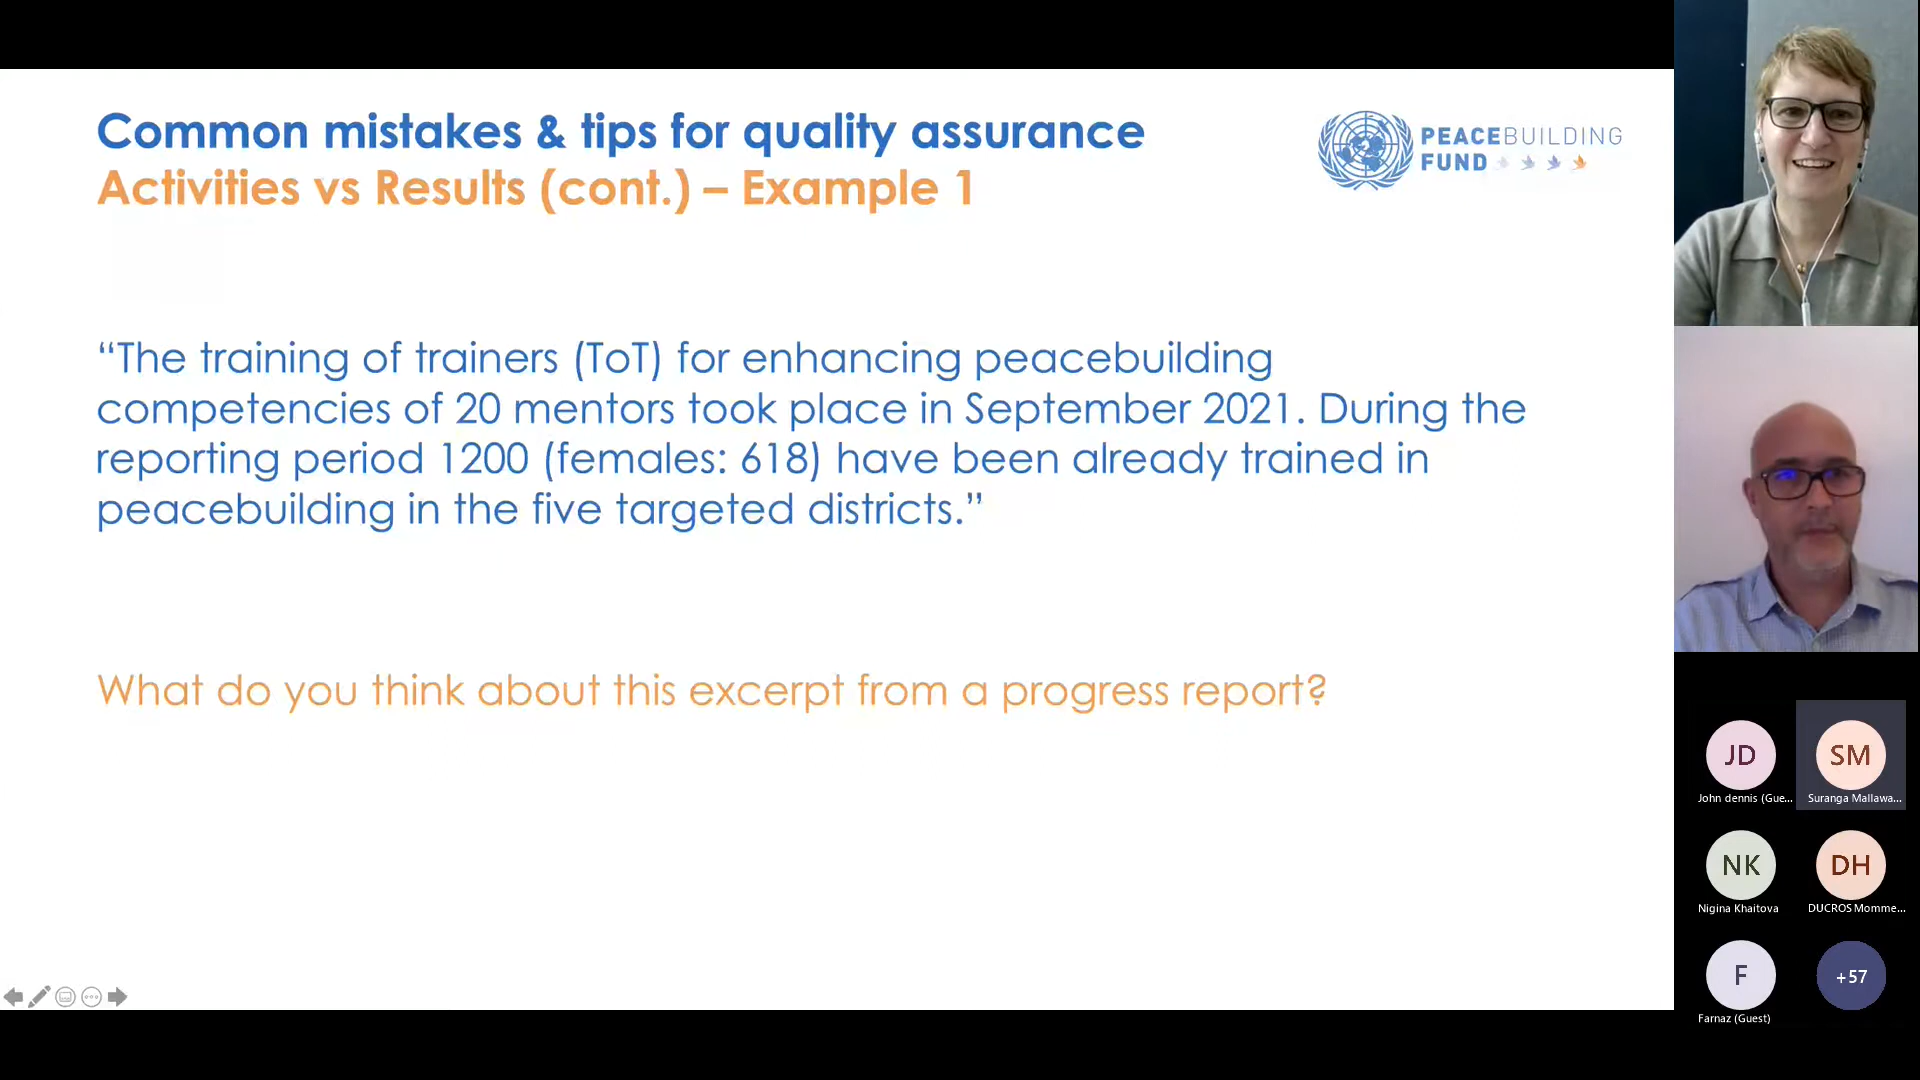 Common mistakes & tips for quality assurance
Activities vs Results (cont.) – Example 1
PEACEBUILDING
FUND
“The training of trainers (ToT) for enhancing peacebuilding
competencies of 20 mentors took place in September 2021. During the
reporting period 1200 (females: 618) have been already trained in
peacebuilding in the five targeted districts.”
What do you think about this excerpt from a progress report?
JD
John dennis (Gue...
SM
Suranga Mallawa...
NK
Nigina Khaitova
DH
DUCROS Momme...
F
Farnaz (Guest)
+57